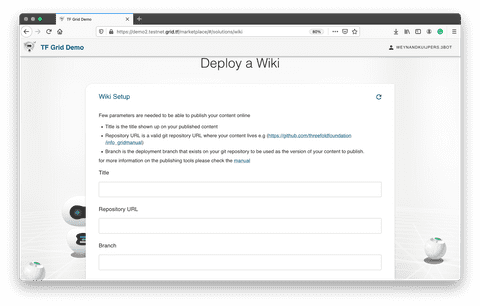 TF Grid Demo
https://demo2.testnet.grid.tf/marketplace/#/solutions/wiki
80%
TF Grid Demo
WEYNANDKUIJPERS.3BOT
Deploy a Wiki
Wiki Setup
Few parameters are needed to be able to publish your content online
• Title is the title shown up on your published content
• Repository URL is a valid git repository URL where your content lives e.g (https://github.com/threefoldfoundation
/info_gridmanual)
• Branch is the deployment branch that exists on your git repository to be used as the version of your content to publish.
for more information on the publishing tools please check the manual
Title
Repository URL
Branch